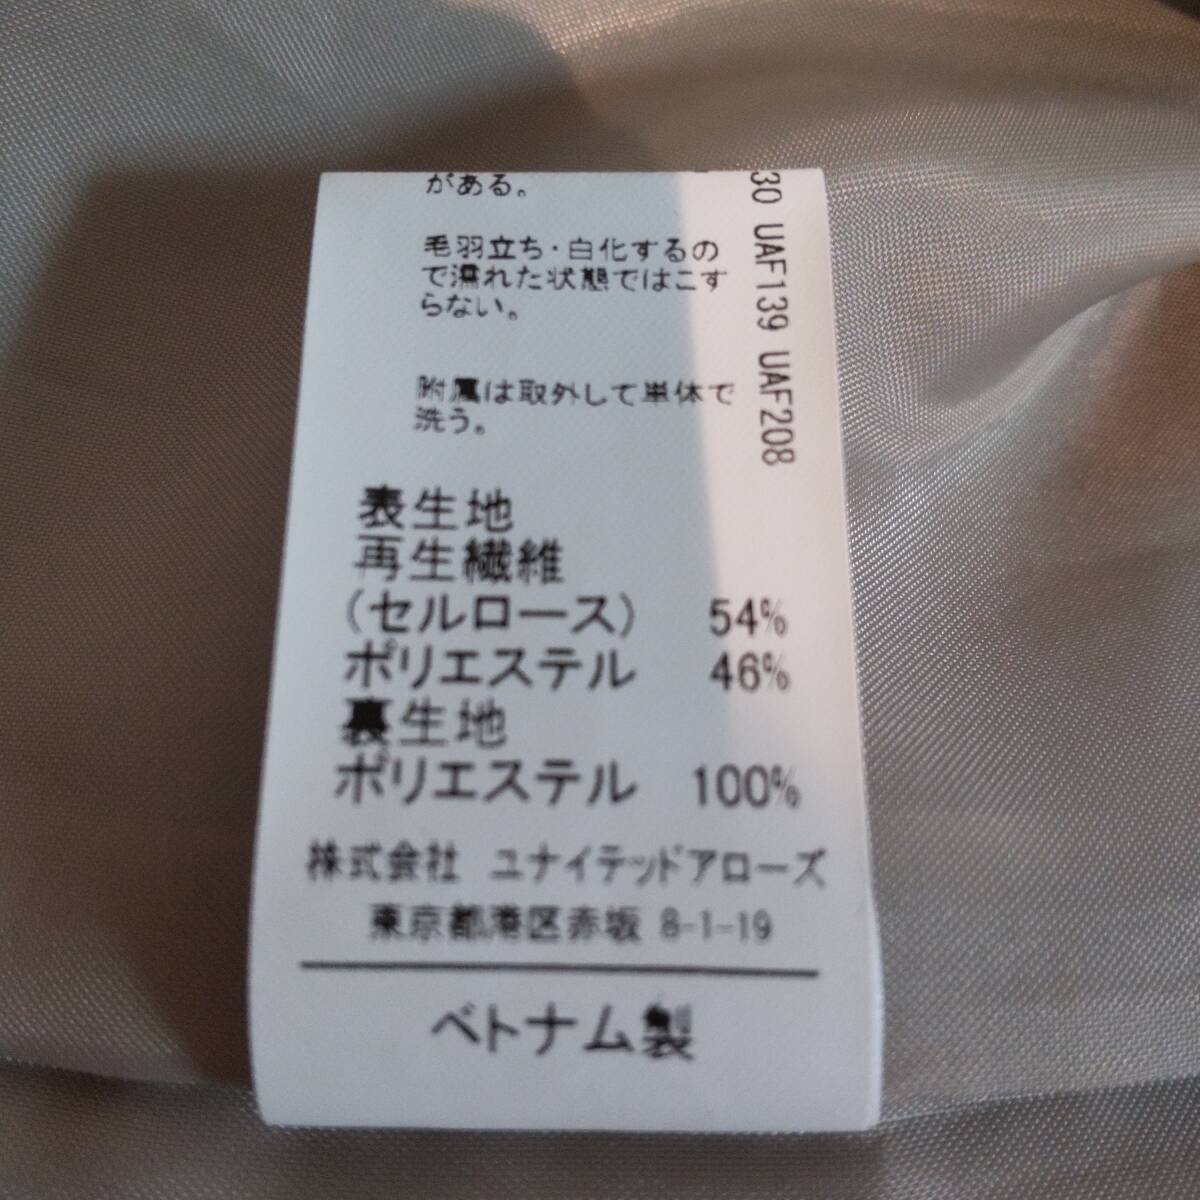 がある。
毛羽立ち・白化するの
で濡れた状態ではこす
らない。
附属は取外して単体で
洗う。
30 UAF139 UAF208
表生地
再生繊維
(セルロース) 54%
ポリエステル 46%
裏生地
ポリエステル 100%
株式会社 ユナイテッドアローズ
東京都港区赤坂 8-1-19
ベトナム製